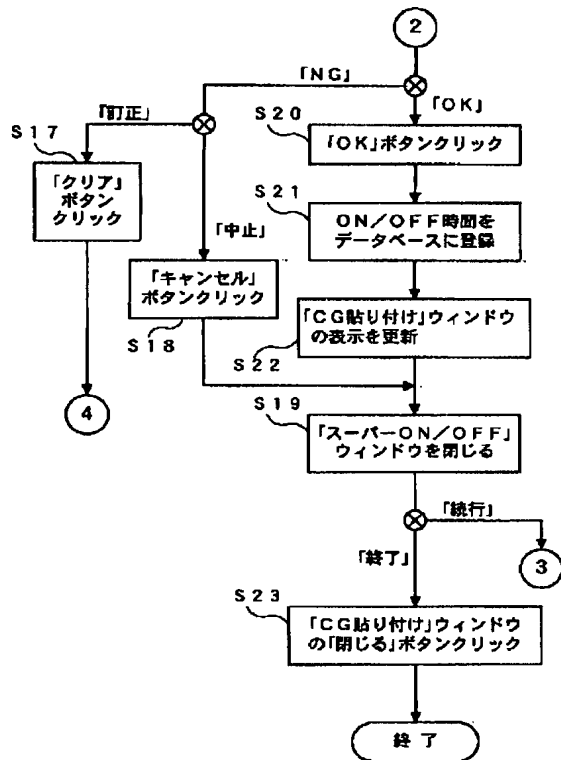 2
「NG」
「OK」
「訂正」
S17
S20
「クリア」
ボタン
クリック
「OK」ボタンクリック
S21
「中止」
ON/OFF時間を
データベースに登録
「キャンセル」
ボタンクリック
S18
「CG貼り付け」ウィンドウ
の表示を更新
S22
4
S19
「スーパーON/OFF」
ウィンドウを閉じる
「続行」
3
「終了」
S23
「CG貼り付け」ウィンドウ
の「閉じる」ボタンクリック
終了